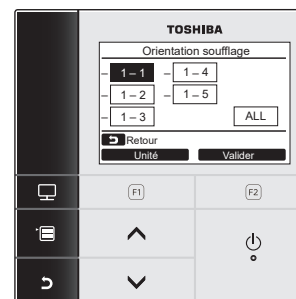 TOSHIBA
Orientation soufflage
– 1 – 1 – 1 – 4
– 1 – 2 – 1 – 5
– 1 – 3 ALL
Retour
Unité Valider
F1 F2